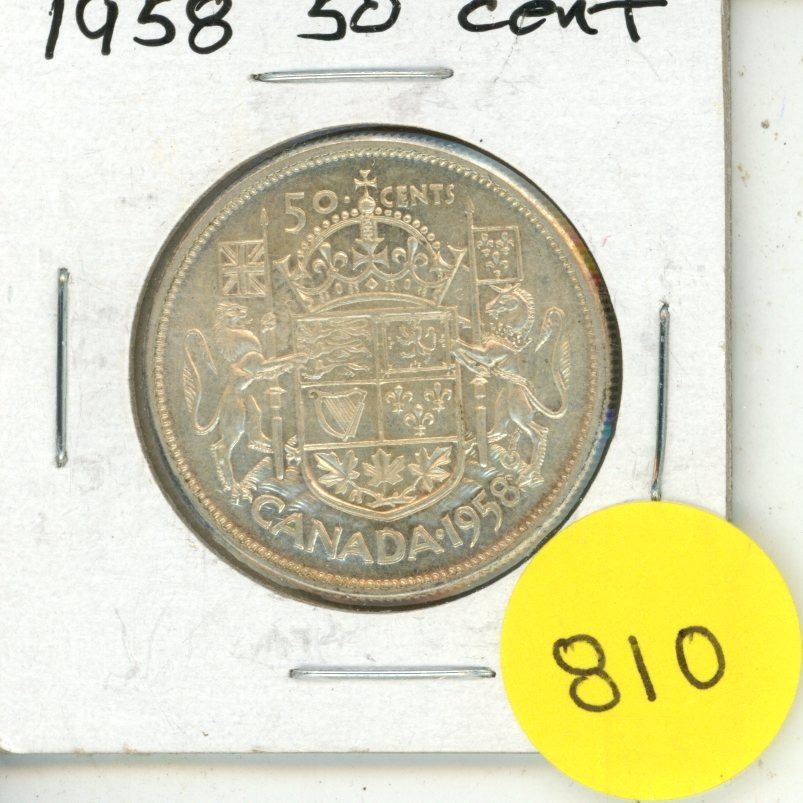 1958 50 cent
50 · CENTS
CANADA · 1958
810